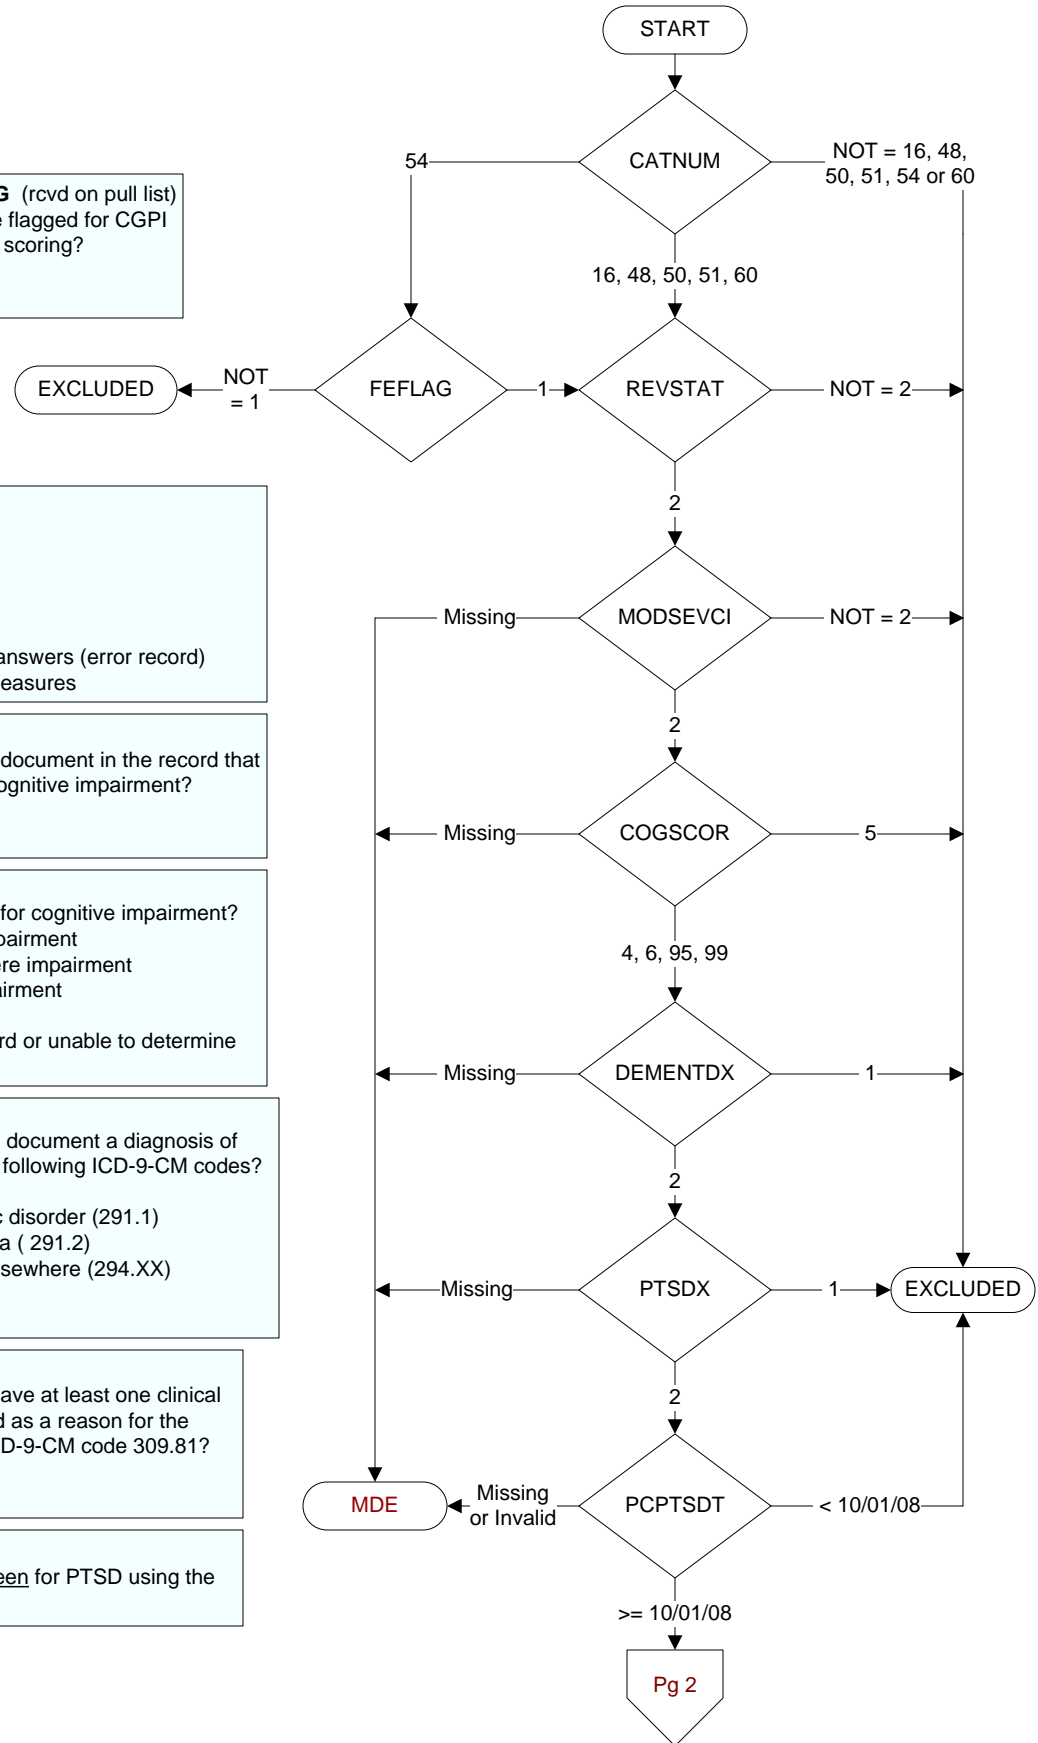 START
CATNUM
54
NOT = 16, 48,
50, 51, 54 or 60
G (rcvd on pull list)
e flagged for CGPI
scoring?
16, 48, 50, 51, 60
EXCLUDED
NOT
= 1
FEFLAG
1
REVSTAT
NOT = 2
2
Missing
MODSEVCI
NOT = 2
answers (error record)
easures
2
document in the record that
ognitive impairment?
Missing
COGSCOR
5
for cognitive impairment?
pairment
ere impairment
airment
rd or unable to determine
4, 6, 95, 99
Missing
DEMENTDX
1
document a diagnosis of
following ICD-9-CM codes?
c disorder (291.1)
a ( 291.2)
sewhere (294.XX)
2
Missing
PTSDX
1
EXCLUDED
ave at least one clinical
d as a reason for the
D-9-CM code 309.81?
2
MDE
Missing
or Invalid
PCPTSDT
< 10/01/08
een for PTSD using the
>= 10/01/08
Pg 2